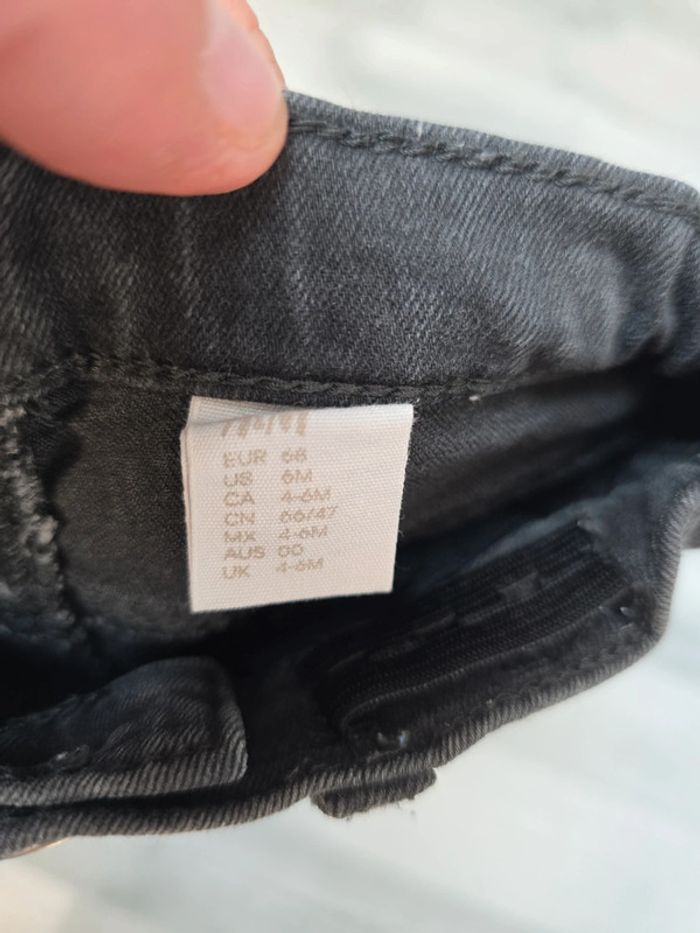 EUR 68
US 6M
CA 4-6M
CN 66/47
MX 4-6M
AUS 00
UK 4-6M